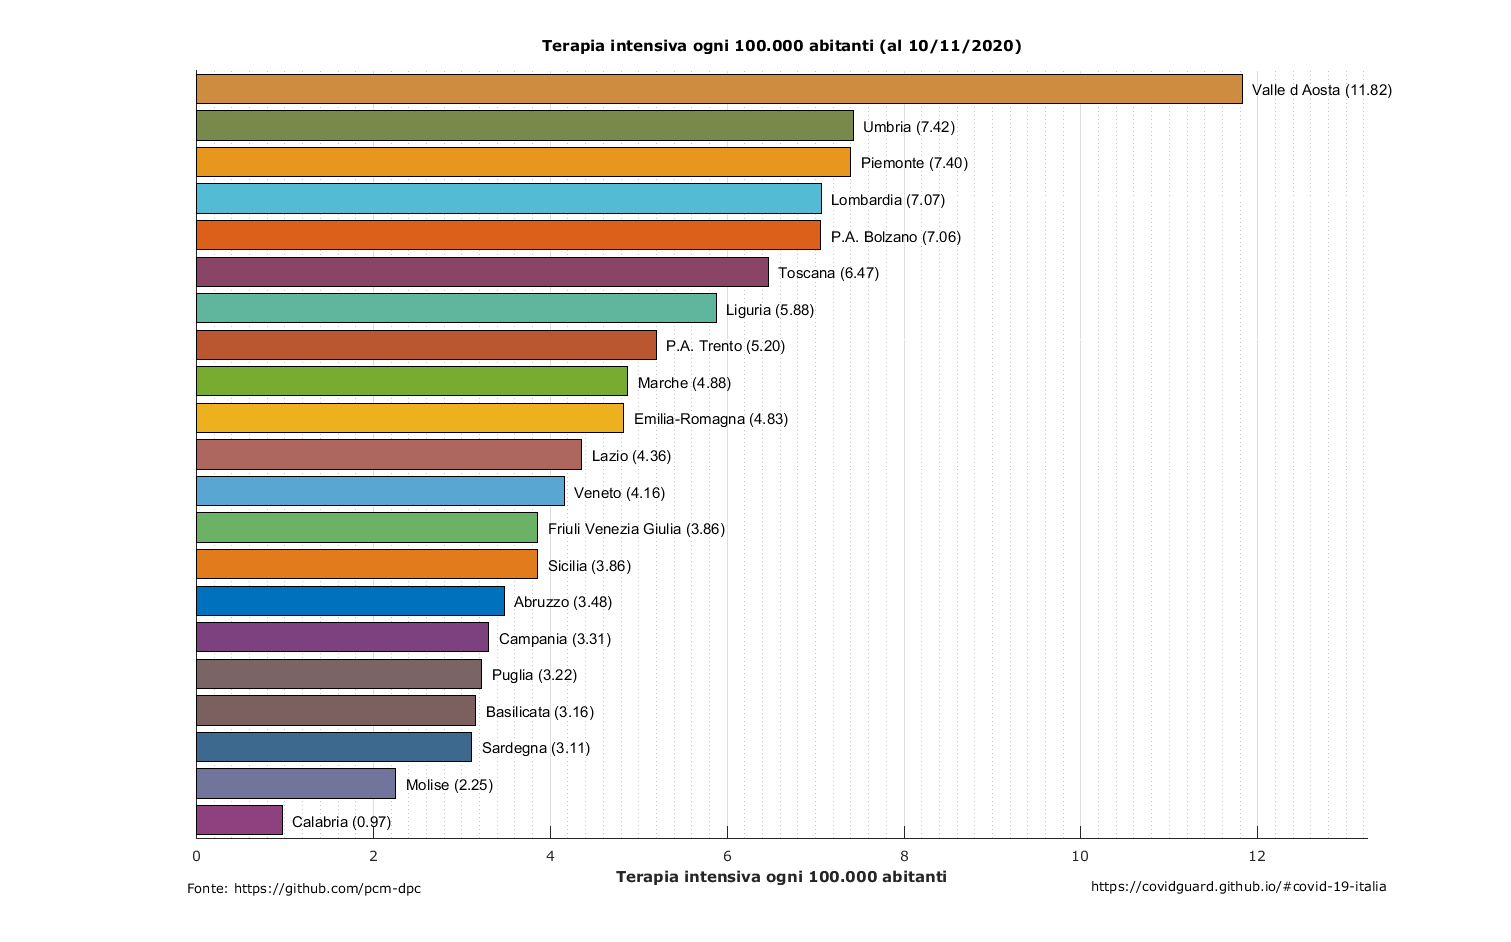 Terapia intensiva ogni 100.000 abitanti (al 10/11/2020)
Valle d Aosta (11.82)
Umbria (7.42)
Piemonte (7.40)
Lombardia (7.07)
P.A. Bolzano (7.06)
Toscana (6.47)
Liguria (5.88)
P.A. Trento (5.20)
Marche (4.88)
Emilia-Romagna (4.83)
Lazio (4.36)
Veneto (4.16)
Friuli Venezia Giulia (3.86)
Sicilia (3.86)
Abruzzo (3.48)
Campania (3.31)
Puglia (3.22)
Basilicata (3.16)
Sardegna (3.11)
Molise (2.25)
Calabria (0.97)
0 2 4 6 8 10 12
Terapia intensiva ogni 100.000 abitanti
Fonte: https://github.com/pcm-dpc
https://covidguard.github.io/#covid-19-italia